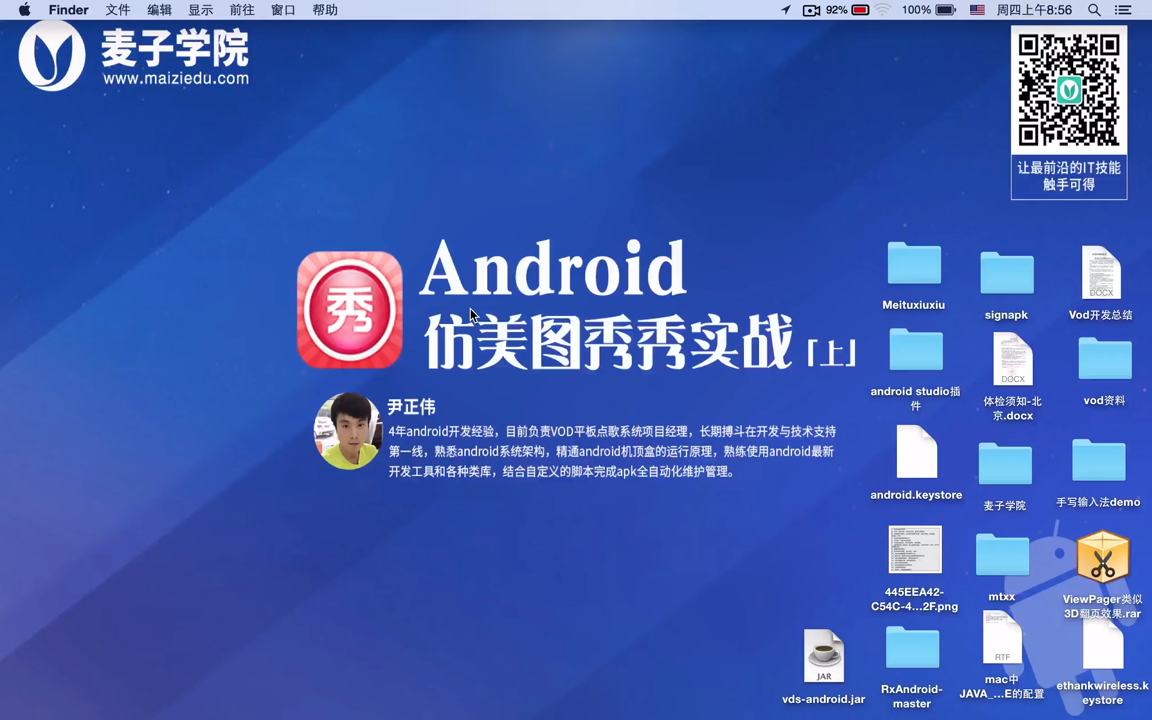 Finder 文件 编辑 显示 前往 窗口 帮助 92% 100% 周四上午8:56
麦子学院
www.maiziedu.com
让最前沿的IT技能
触手可得
Android
仿美图秀秀实战「上」
秀
尹正伟
4年android开发经验，目前负责VOD平板点歌系统项目经理，长期搏斗在开发与技术支持
第一线，熟悉android系统架构，精通android机顶盒的运行原理，熟练使用android最新
开发工具和各种类库，结合自定义的脚本完成apk全自动化维护管理。
Meituxiuxiu
signapk
DOCX
Vod开发总结
android studio插
件
DOCX
体检须知-北
京.docx
vod资料
android.keystore
麦子学院
手写输入法demo
445EEA42-
C54C-4...2F.png
mtxx
ViewPager类似
3D翻页效果.rar
JAR
vds-android.jar
RxAndroid-
master
RTF
mac中
JAVA_...E的配置
ethankwireless.k
eystore